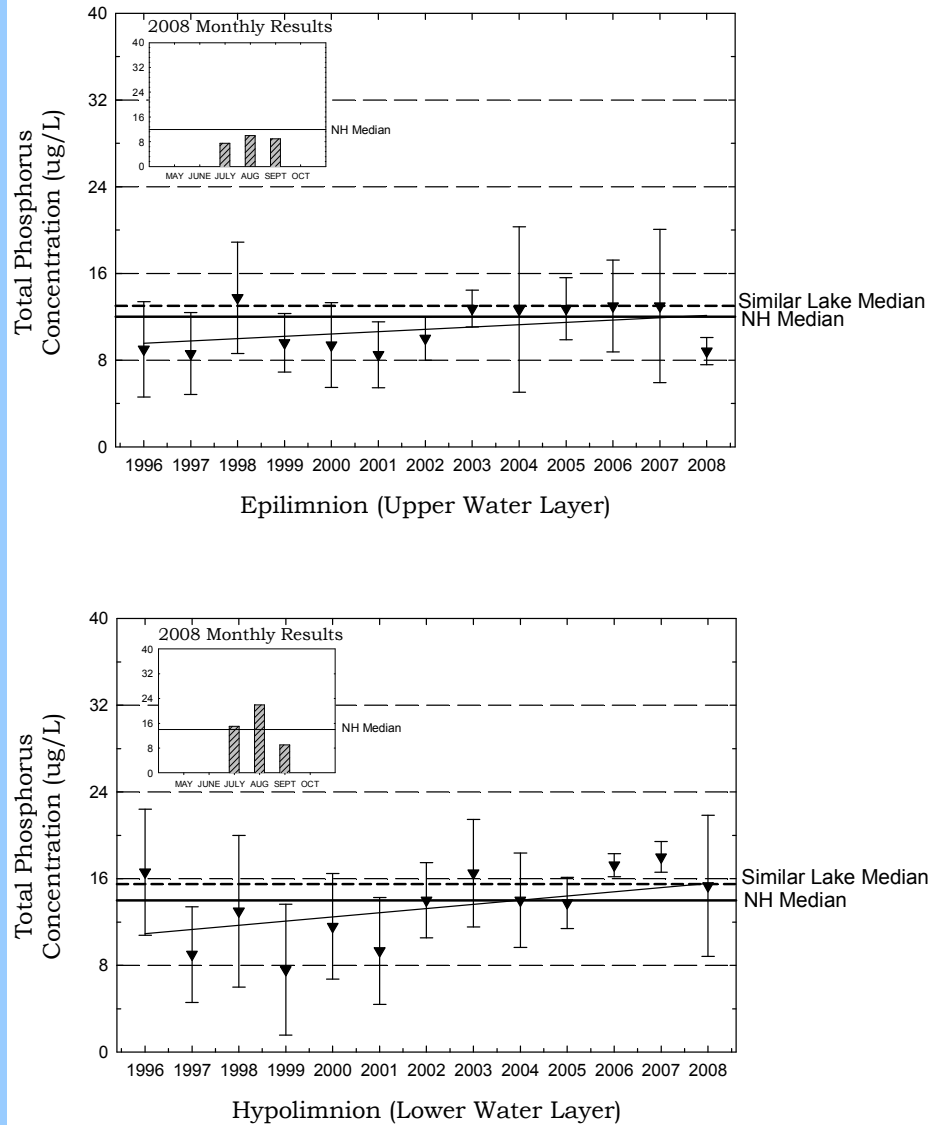 Total Phosphorus
Concentration (ug/L)
40
32
24
16
8
0
2008 Monthly Results
40
32
24
16
8
0
NH Median
MAY JUNE JULY AUG SEPT OCT
Similar Lake Median
NH Median
1996 1997 1998 1999 2000 2001 2002 2003 2004 2005 2006 2007 2008
Epilimnion (Upper Water Layer)
Total Phosphorus
Concentration (ug/L)
40
32
24
16
8
0
2008 Monthly Results
40
32
24
16
8
0
NH Median
MAY JUNE JULY AUG SEPT OCT
Similar Lake Median
NH Median
1996 1997 1998 1999 2000 2001 2002 2003 2004 2005 2006 2007 2008
Hypolimnion (Lower Water Layer)